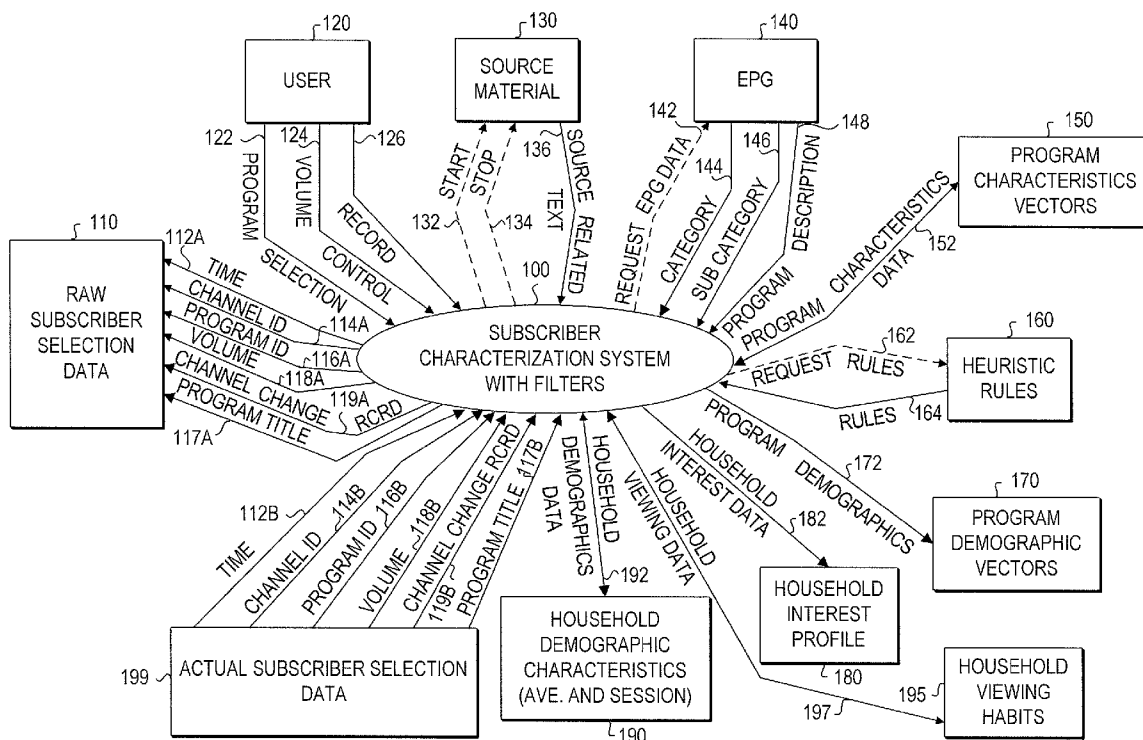 120
USER
130
SOURCE
MATERIAL
140
EPG
122
PROGRAM
SELECTION
124
VOLUME
CONTROL
126
RECORD
132
START
STOP
134
136
SOURCE RELATED
TEXT
142
REQUEST EPG DATA
144
CATEGORY
146
SUB CATEGORY
148
PROGRAM DESCRIPTION
150
PROGRAM
CHARACTERISTICS
VECTORS
PROGRAM CHARACTERISTICS
DATA
152
110
RAW
SUBSCRIBER
SELECTION
DATA
112A
TIME
CHANNEL ID
114A
PROGRAM ID
116A
VOLUME
118A
CHANNEL CHANGE RCRD
119A
PROGRAM TITLE
117A
100
SUBSCRIBER
CHARACTERIZATION SYSTEM
WITH FILTERS
160
HEURISTIC
RULES
162
REQUEST RULES
RULES
164
PROGRAM DEMOGRAPHICS
172
170
PROGRAM
DEMOGRAPHIC
VECTORS
HOUSEHOLD
INTEREST DATA
182
HOUSEHOLD
INTEREST
PROFILE
180
HOUSEHOLD
VIEWING DATA
197
195
HOUSEHOLD
VIEWING
HABITS
HOUSEHOLD
DEMOGRAPHICS
DATA
192
HOUSEHOLD
DEMOGRAPHIC
CHARACTERISTICS
(AVE. AND SESSION)
190
112B
TIME
CHANNEL ID
114B
PROGRAM ID
116B
VOLUME
118B
CHANNEL CHANGE RCRD
119B
PROGRAM TITLE
117B
199
ACTUAL SUBSCRIBER SELECTION
DATA